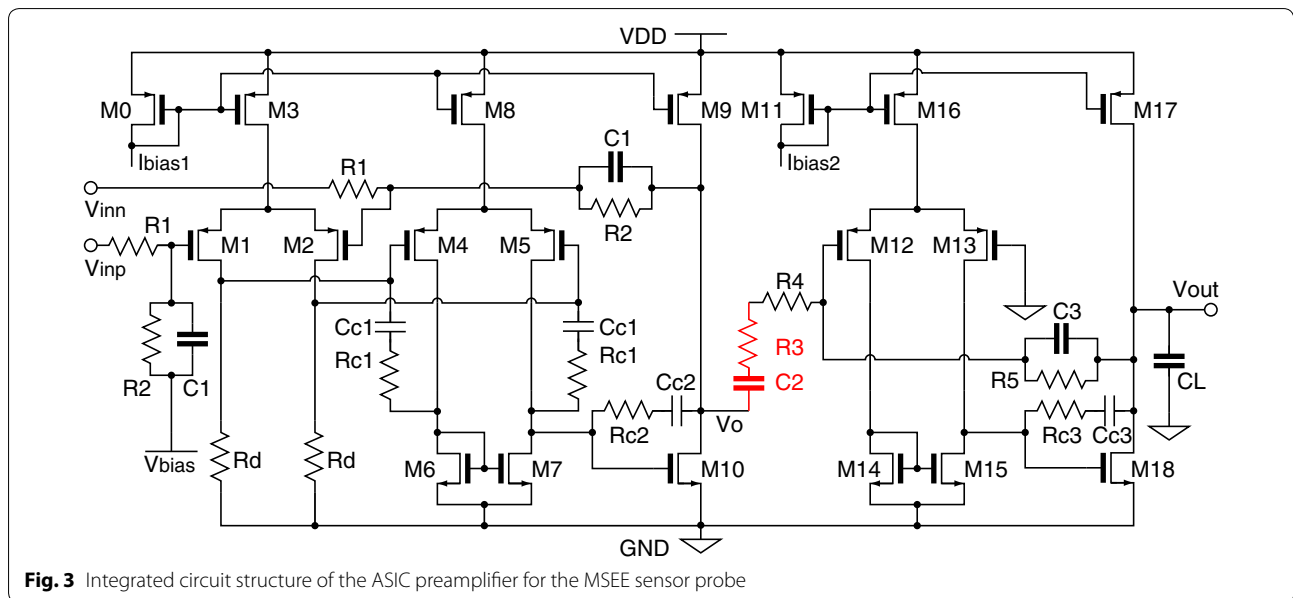 VDD
M0
M3
M8
M9
M11
M16
M17
Ibias1
Ibias2
C1
R1
Vinn
R2
R1
Vinp
M1
M2
M4
M5
M12
M13
R4
Vout
Cc1
Cc1
C3
R3
Rc1
Rc1
R2
C1
C2
R5
CL
Cc2
Vo
Rc2
Rc3
Cc3
Vbias
Rd
Rd
M6
M7
M10
M14
M15
M18
GND
Fig. 3 Integrated circuit structure of the ASIC preamplifier for the MSEE sensor probe